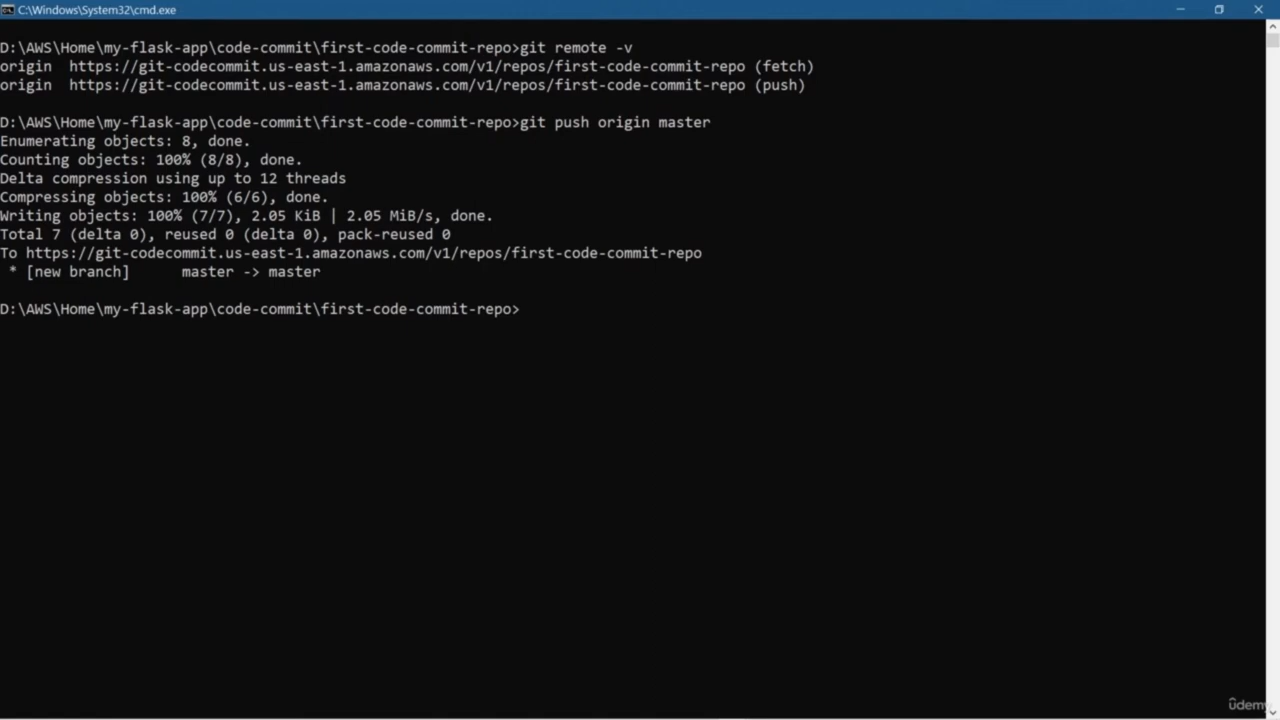 C:\Windows\System32\cmd.exe
D:\AWS\Home\my-flask-app\code-commit\first-code-commit-repo>git remote -v
origin  https://git-codecommit.us-east-1.amazonaws.com/v1/repos/first-code-commit-repo (fetch)
origin  https://git-codecommit.us-east-1.amazonaws.com/v1/repos/first-code-commit-repo (push)
D:\AWS\Home\my-flask-app\code-commit\first-code-commit-repo>git push origin master
Enumerating objects: 8, done.
Counting objects: 100% (8/8), done.
Delta compression using up to 12 threads
Compressing objects: 100% (6/6), done.
Writing objects: 100% (7/7), 2.05 KiB | 2.05 MiB/s, done.
Total 7 (delta 0), reused 0 (delta 0), pack-reused 0
To https://git-codecommit.us-east-1.amazonaws.com/v1/repos/first-code-commit-repo
 * [new branch]      master -> master
D:\AWS\Home\my-flask-app\code-commit\first-code-commit-repo>
ûdemy